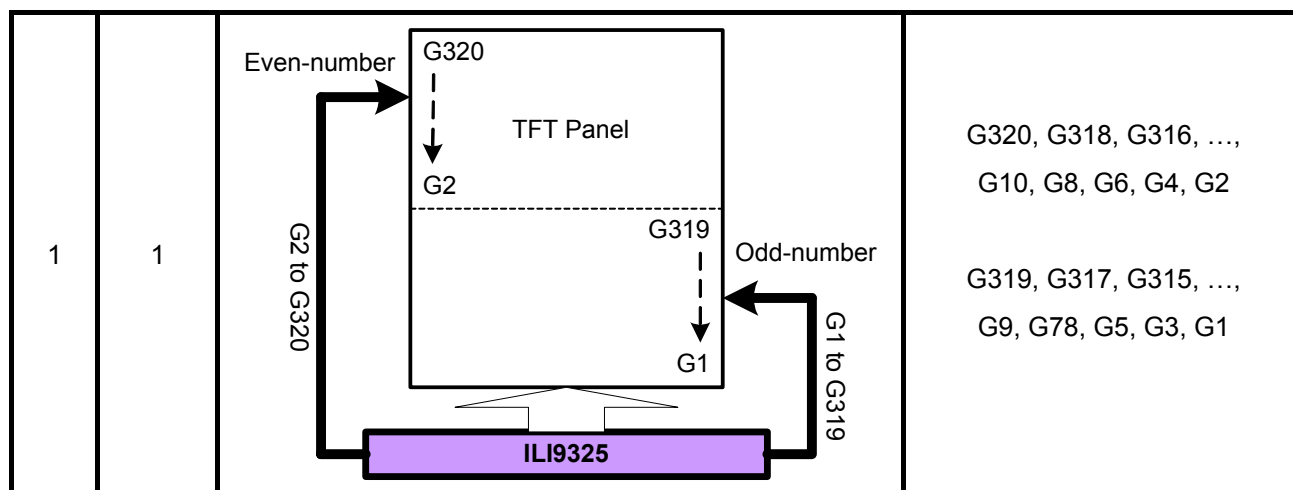 1
1
Even-number
G320
TFT Panel
G2
G2 to G320
G319
Odd-number
G1
G1 to G319
ILI9325
G320, G318, G316, …,
G10, G8, G6, G4, G2
G319, G317, G315, …,
G9, G78, G5, G3, G1